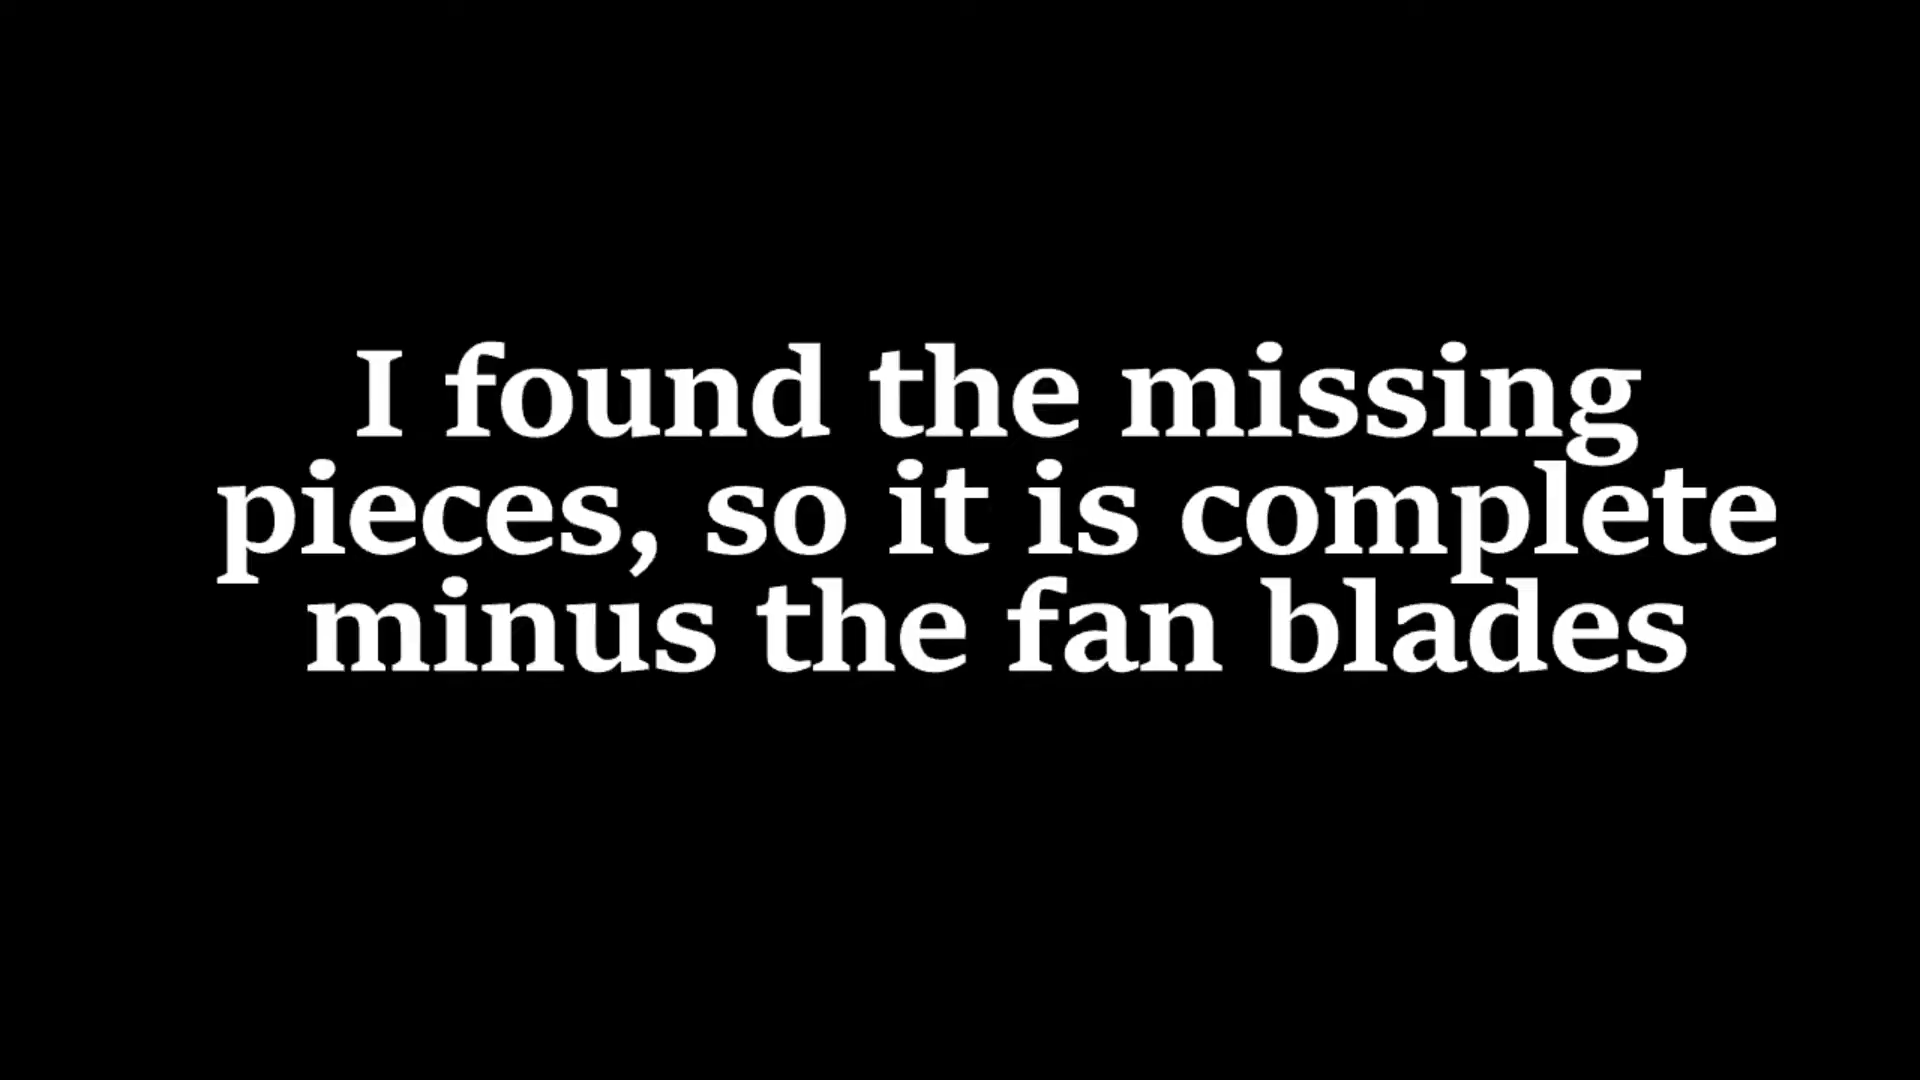 I found the missing
pieces, so it is complete
minus the fan blades